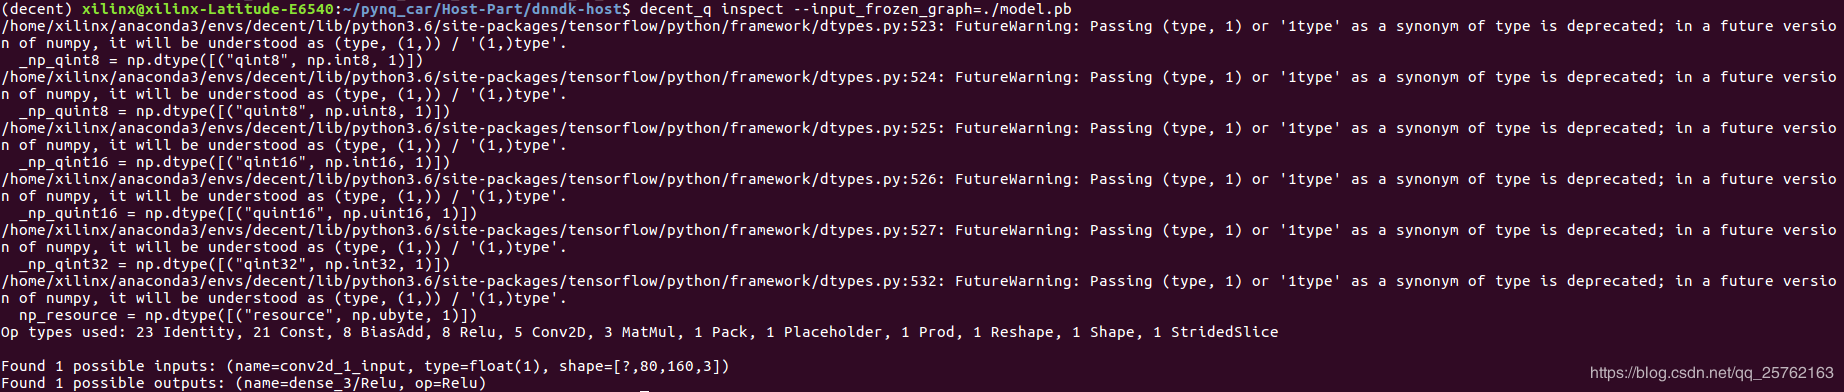 (decent) xilinx@xilinx-Latitude-E6540:~/pynq_car/Host-Part/dnndk-host$ decent_q inspect --input_frozen_graph=./model.pb
/home/xilinx/anaconda3/envs/decent/lib/python3.6/site-packages/tensorflow/python/framework/dtypes.py:523: FutureWarning: Passing (type, 1) or '1type' as a synonym of type is deprecated; in a future versio
n of numpy, it will be understood as (type, (1,)) / '(1,)type'.
  _np_qint8 = np.dtype([("qint8", np.int8, 1)])
/home/xilinx/anaconda3/envs/decent/lib/python3.6/site-packages/tensorflow/python/framework/dtypes.py:524: FutureWarning: Passing (type, 1) or '1type' as a synonym of type is deprecated; in a future versio
n of numpy, it will be understood as (type, (1,)) / '(1,)type'.
  _np_quint8 = np.dtype([("quint8", np.uint8, 1)])
/home/xilinx/anaconda3/envs/decent/lib/python3.6/site-packages/tensorflow/python/framework/dtypes.py:525: FutureWarning: Passing (type, 1) or '1type' as a synonym of type is deprecated; in a future versio
n of numpy, it will be understood as (type, (1,)) / '(1,)type'.
  _np_qint16 = np.dtype([("qint16", np.int16, 1)])
/home/xilinx/anaconda3/envs/decent/lib/python3.6/site-packages/tensorflow/python/framework/dtypes.py:526: FutureWarning: Passing (type, 1) or '1type' as a synonym of type is deprecated; in a future versio
n of numpy, it will be understood as (type, (1,)) / '(1,)type'.
  _np_quint16 = np.dtype([("quint16", np.uint16, 1)])
/home/xilinx/anaconda3/envs/decent/lib/python3.6/site-packages/tensorflow/python/framework/dtypes.py:527: FutureWarning: Passing (type, 1) or '1type' as a synonym of type is deprecated; in a future versio
n of numpy, it will be understood as (type, (1,)) / '(1,)type'.
  _np_qint32 = np.dtype([("qint32", np.int32, 1)])
/home/xilinx/anaconda3/envs/decent/lib/python3.6/site-packages/tensorflow/python/framework/dtypes.py:532: FutureWarning: Passing (type, 1) or '1type' as a synonym of type is deprecated; in a future versio
n of numpy, it will be understood as (type, (1,)) / '(1,)type'.
  np_resource = np.dtype([("resource", np.ubyte, 1)])
Op types used: 23 Identity, 21 Const, 8 BiasAdd, 8 Relu, 5 Conv2D, 3 MatMul, 1 Pack, 1 Placeholder, 1 Prod, 1 Reshape, 1 Shape, 1 StridedSlice
Found 1 possible inputs: (name=conv2d_1_input, type=float(1), shape=[?,80,160,3])
Found 1 possible outputs: (name=dense_3/Relu, op=Relu)
https://blog.csdn.net/qq_25762163